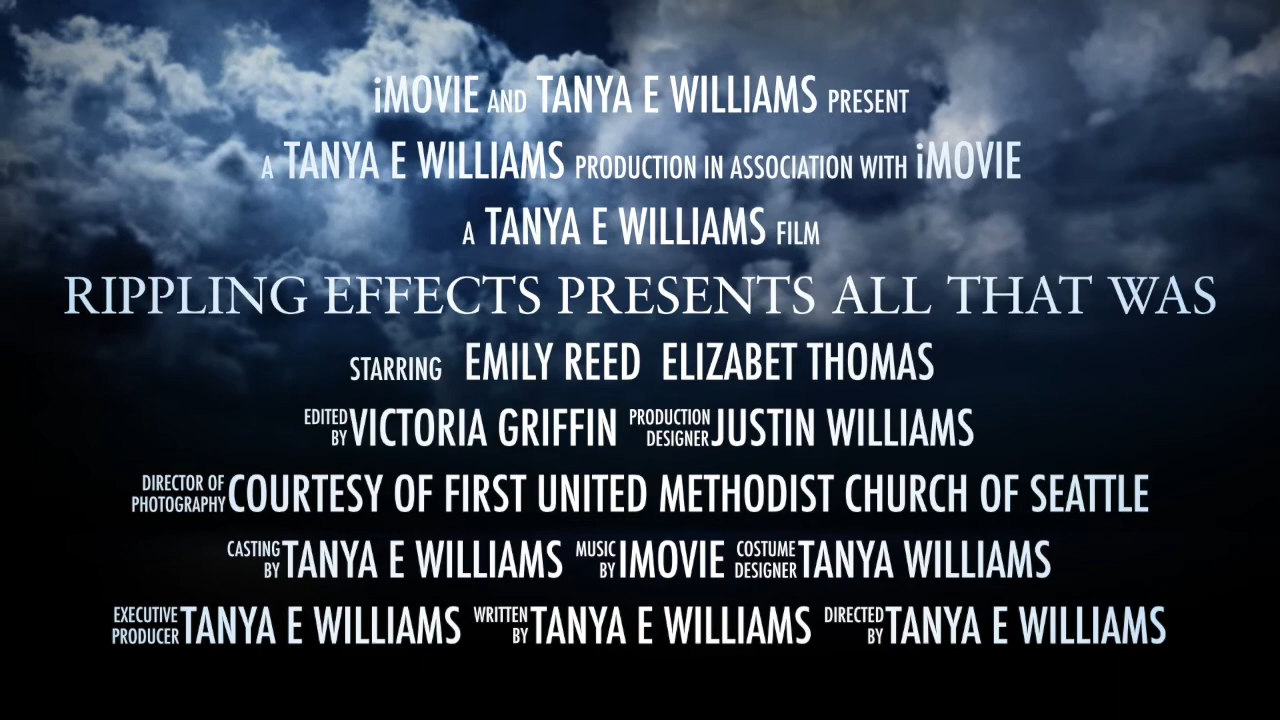 iMOVIE AND TANYA E WILLIAMS PRESENT
A TANYA E WILLIAMS PRODUCTION IN ASSOCIATION WITH iMOVIE
A TANYA E WILLIAMS FILM
RIPPLING EFFECTS PRESENTS ALL THAT WAS
STARRING EMILY REED ELIZABET THOMAS
EDITED BY VICTORIA GRIFFIN PRODUCTION DESIGNER JUSTIN WILLIAMS
DIRECTOR OF PHOTOGRAPHY COURTESY OF FIRST UNITED METHODIST CHURCH OF SEATTLE
CASTING BY TANYA E WILLIAMS MUSIC BY IMOVIE COSTUME DESIGNER TANYA WILLIAMS
EXECUTIVE PRODUCER TANYA E WILLIAMS WRITTEN BY TANYA E WILLIAMS DIRECTED BY TANYA E WILLIAMS